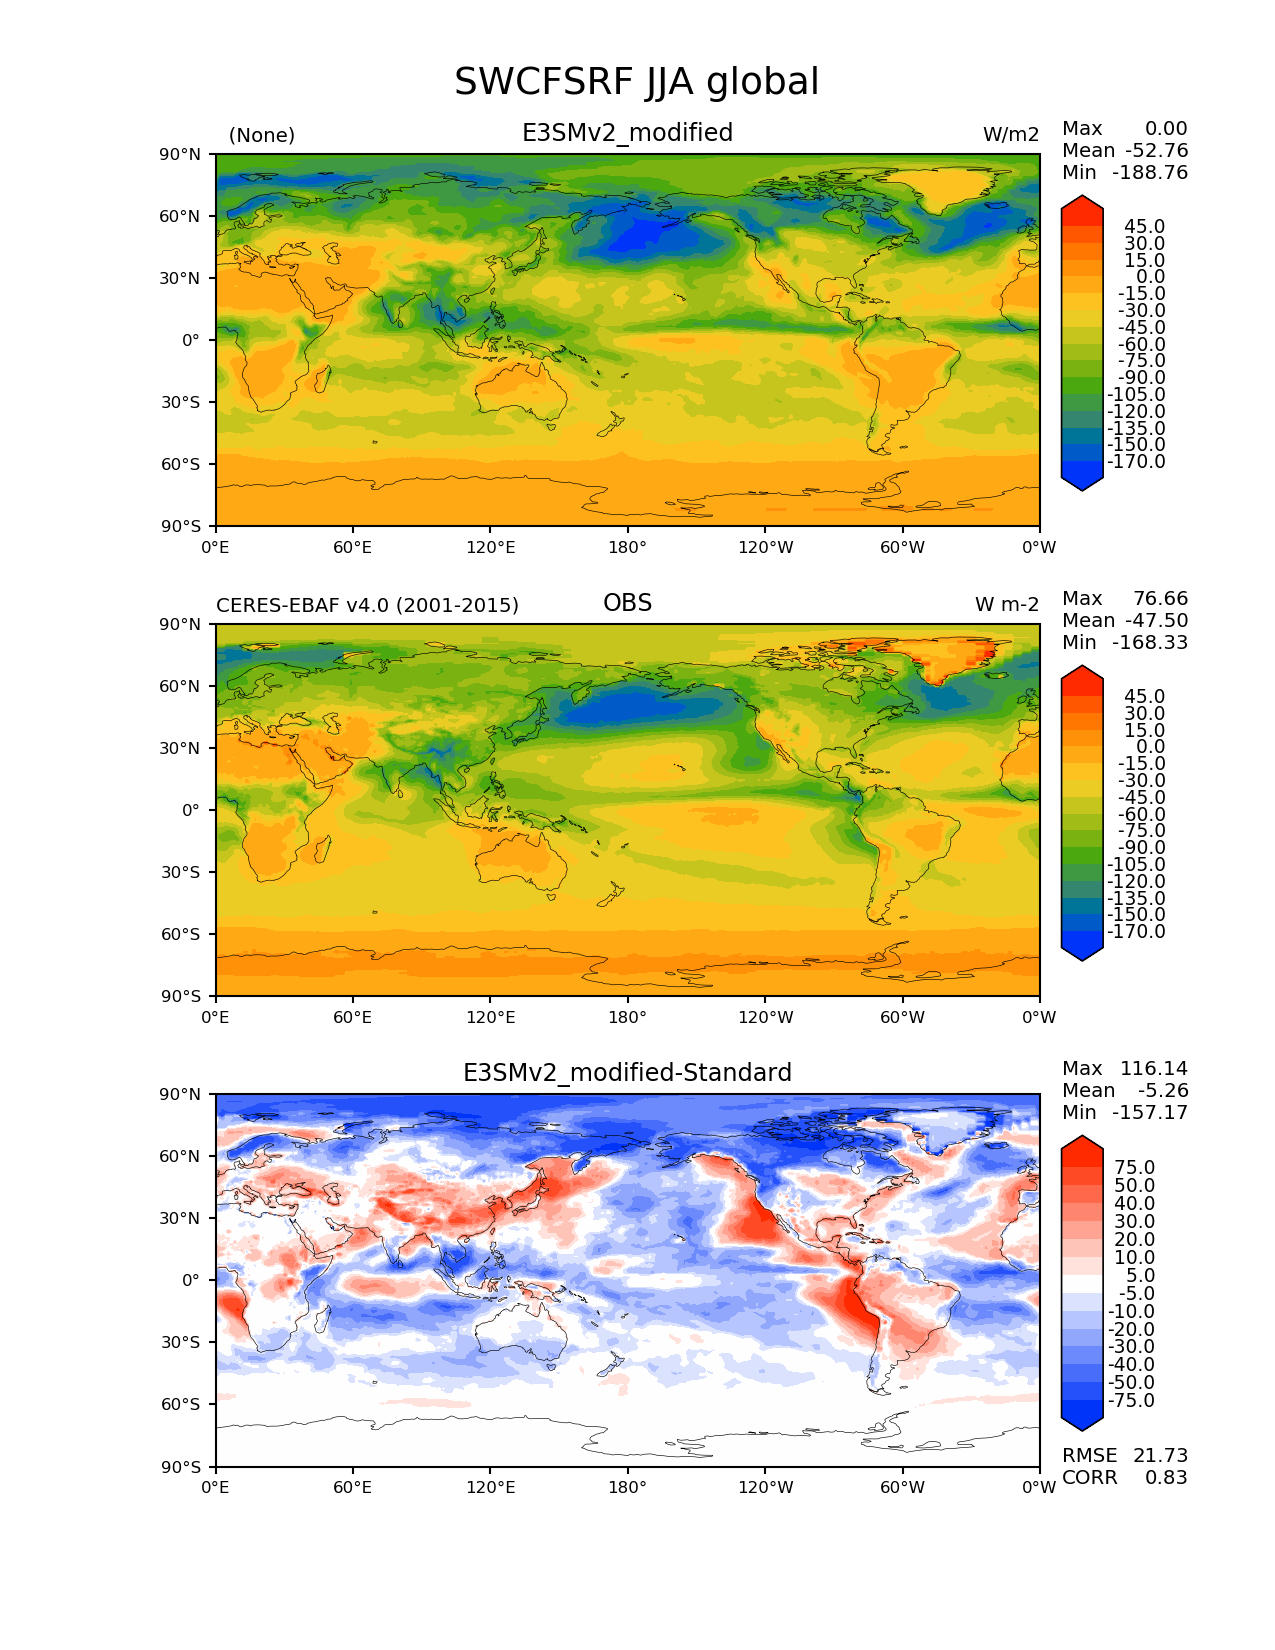 SWCFSRF JJA global
(None) E3SMv2_modified W/m2
Max 0.00
Mean -52.76
Min -188.76
90°N
60°N
30°N
0°
30°S
60°S
90°S
0°E 60°E 120°E 180° 120°W 60°W 0°W
45.0
30.0
15.0
0.0
-15.0
-30.0
-45.0
-60.0
-75.0
-90.0
-105.0
-120.0
-135.0
-150.0
-170.0
CERES-EBAF v4.0 (2001-2015) OBS W m-2
Max 76.66
Mean -47.50
Min -168.33
90°N
60°N
30°N
0°
30°S
60°S
90°S
0°E 60°E 120°E 180° 120°W 60°W 0°W
45.0
30.0
15.0
0.0
-15.0
-30.0
-45.0
-60.0
-75.0
-90.0
-105.0
-120.0
-135.0
-150.0
-170.0
E3SMv2_modified-Standard
Max 116.14
Mean -5.26
Min -157.17
90°N
60°N
30°N
0°
30°S
60°S
90°S
0°E 60°E 120°E 180° 120°W 60°W 0°W
75.0
50.0
40.0
30.0
20.0
10.0
5.0
-5.0
-10.0
-20.0
-30.0
-40.0
-50.0
-75.0
RMSE 21.73
CORR 0.83